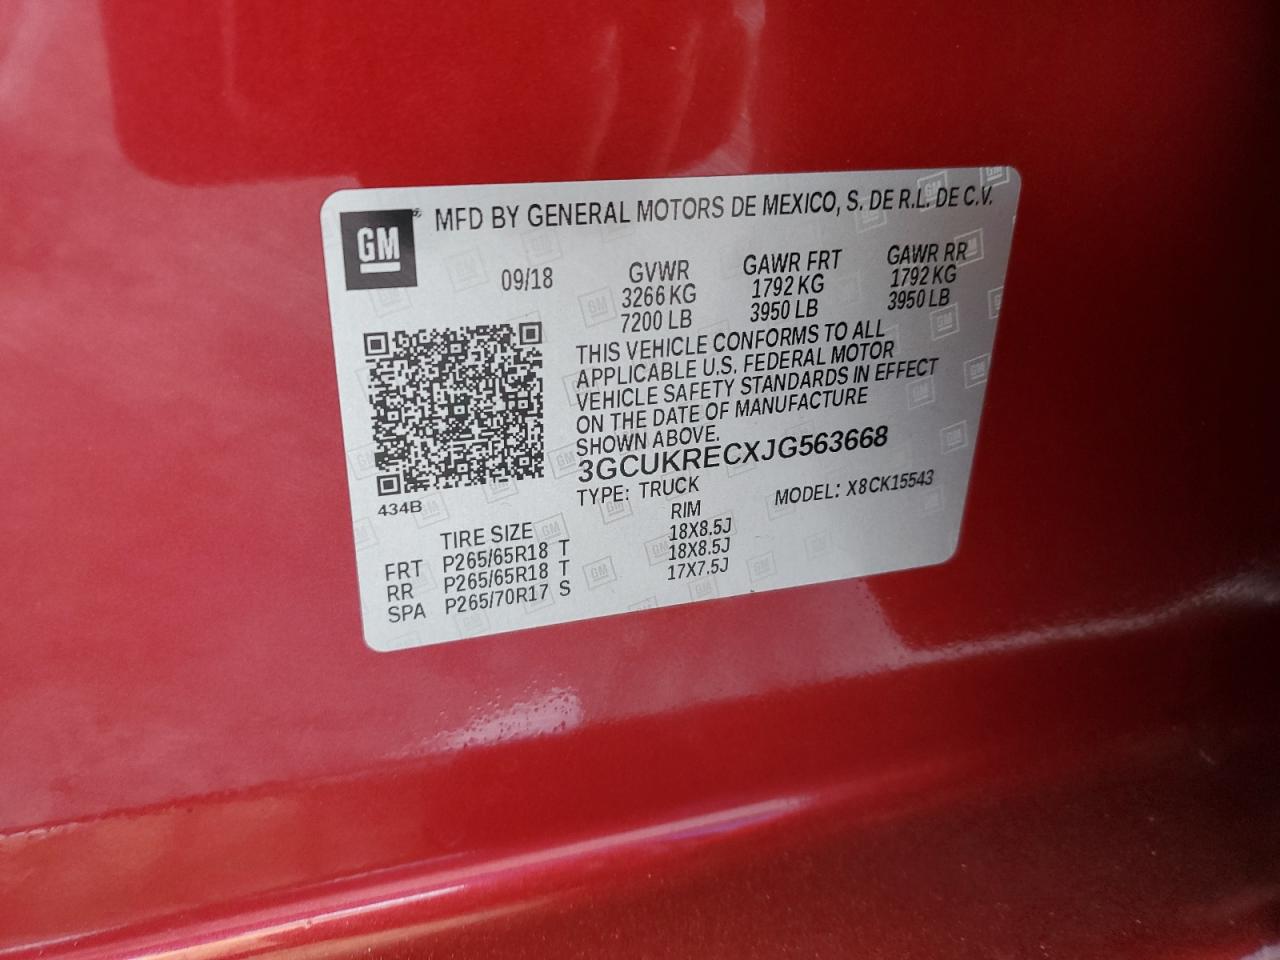 GM® MFD BY GENERAL MOTORS DE MEXICO, S. DE R.L. DE C.V.
09/18 GVWR GAWR FRT GAWR RR
3266 KG 1792 KG 1792 KG
7200 LB 3950 LB 3950 LB
THIS VEHICLE CONFORMS TO ALL
APPLICABLE U.S. FEDERAL MOTOR
VEHICLE SAFETY STANDARDS IN EFFECT
ON THE DATE OF MANUFACTURE
SHOWN ABOVE.
3GCUKRECXJG563668
434B TYPE: TRUCK MODEL: X8CK15543
TIRE SIZE RIM
FRT P265/65R18 T 18X8.5J
RR P265/65R18 T 18X8.5J
SPA P265/70R17 S 17X7.5J